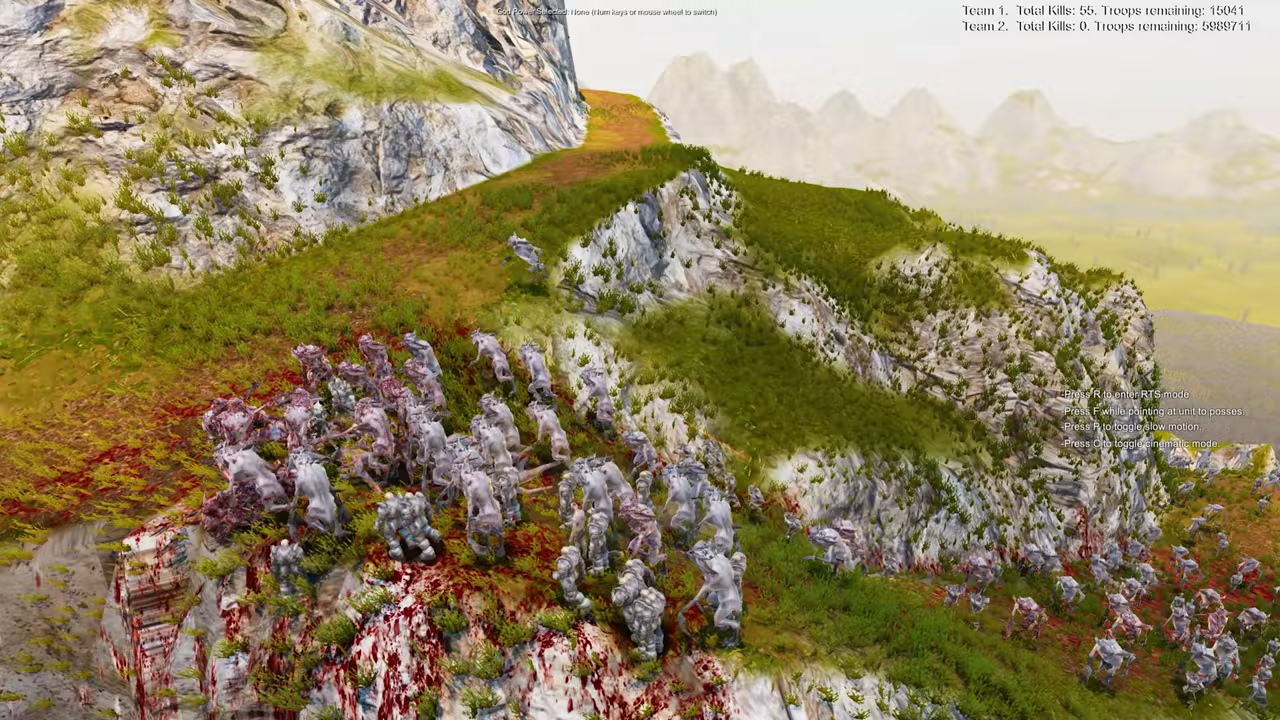 God Power Selected: None (Num keys or mouse wheel to switch)
Team 1. Total Kills: 55. Troops remaining: 15041
Team 2. Total Kills: 0. Troops remaining: 5989711
Press R to enter RTS mode
Press F while pointing at unit to posses.
Press P to toggle slow motion.
Press C to toggle cinematic mode